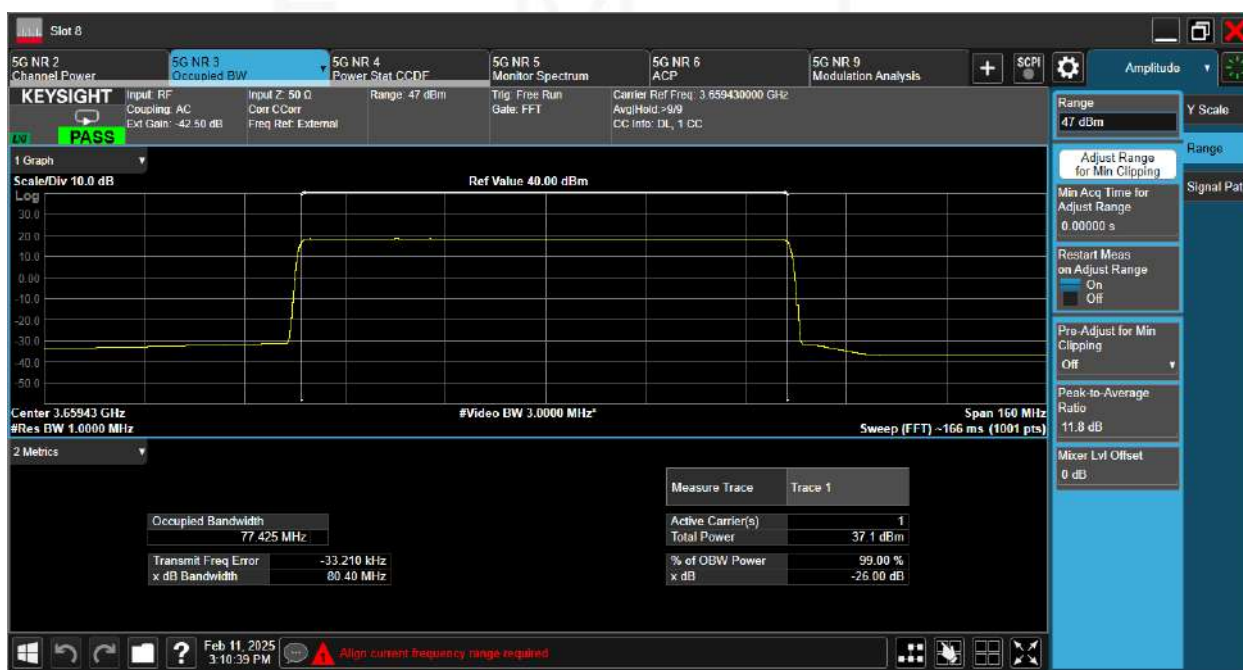 Slot 8
5G NR 2
Channel Power
5G NR 3
Occupied BW
5G NR 4
Power Stat CCDF
5G NR 5
Monitor Spectrum
5G NR 6
ACP
5G NR 9
Modulation Analysis
SCPI
Amplitude
KEYSIGHT
Input: RF
Coupling: AC
Ext Gain: -42.50 dB
Input Z: 50 Ω
Corr CCorr
Freq Ref: External
Range: 47 dBm
Trig: Free Run
Gate: FFT
Carrier Ref Freq: 3.659430000 GHz
Avg|Hold:>9/9
CC Info: DL, 1 CC
PASS
1 Graph
Scale/Div 10.0 dB
Ref Value 40.00 dBm
Log
30.0
20.0
10.0
0.00
-10.0
-20.0
-30.0
-40.0
-50.0
Center 3.65943 GHz
#Video BW 3.0000 MHz*
Span 160 MHz
#Res BW 1.0000 MHz
Sweep (FFT) ~166 ms (1001 pts)
2 Metrics
Measure Trace Trace 1
Occupied Bandwidth
77.425 MHz
Transmit Freq Error -33.210 kHz
x dB Bandwidth 80.40 MHz
Active Carrier(s) 1
Total Power 37.1 dBm
% of OBW Power 99.00 %
x dB -26.00 dB
Range
47 dBm
Adjust Range
for Min Clipping
Min Acq Time for
Adjust Range
0.00000 s
Restart Meas
on Adjust Range
On
Off
Pre-Adjust for Min
Clipping
Off
Peak-to-Average
Ratio
11.8 dB
Mixer Lvl Offset
0 dB
Y Scale
Range
Signal Pat
?
Feb 11, 2025
3:10:39 PM
Align current frequency range required